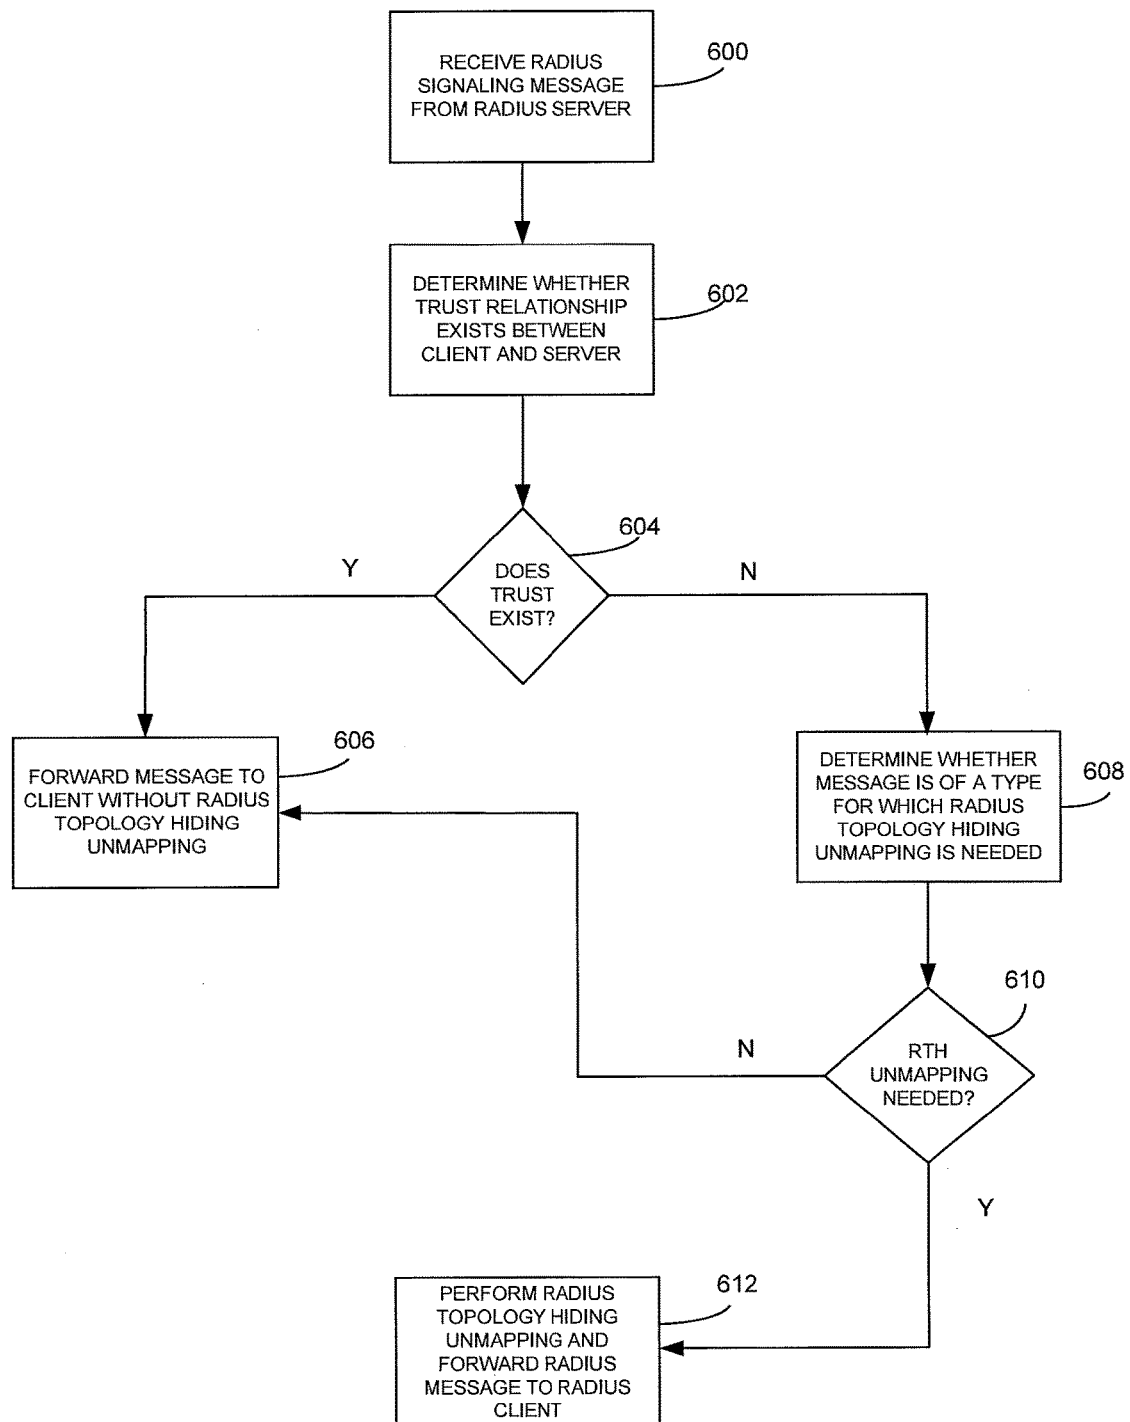 RECEIVE RADIUS
SIGNALING MESSAGE
FROM RADIUS SERVER
600
DETERMINE WHETHER
TRUST RELATIONSHIP
EXISTS BETWEEN
CLIENT AND SERVER
602
604
DOES
TRUST
EXIST?
Y
N
606
FORWARD MESSAGE TO
CLIENT WITHOUT RADIUS
TOPOLOGY HIDING
UNMAPPING
DETERMINE WHETHER
MESSAGE IS OF A TYPE
FOR WHICH RADIUS
TOPOLOGY HIDING
UNMAPPING IS NEEDED
608
610
RTH
UNMAPPING
NEEDED?
N
Y
PERFORM RADIUS
TOPOLOGY HIDING
UNMAPPING AND
FORWARD RADIUS
MESSAGE TO RADIUS
CLIENT
612